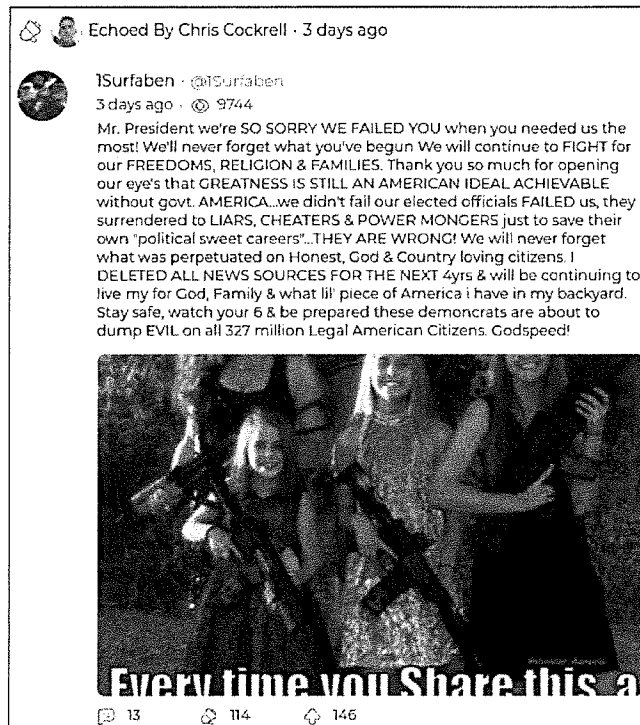 Echoed By Chris Cockrell · 3 days ago
1Surfaben · @1Surfaben
3 days ago · 9744
Mr. President we're SO SORRY WE FAILED YOU when you needed us the
most! We'll never forget what you've begun We will continue to FIGHT for
our FREEDOMS, RELIGION & FAMILIES. Thank you so much for opening
our eye's that GREATNESS IS STILL AN AMERICAN IDEAL ACHIEVABLE
without govt. AMERICA...we didn't fail our elected officials FAILED us, they
surrendered to LIARS, CHEATERS & POWER MONGERS just to save their
own "political sweet careers"...THEY ARE WRONG! We will never forget
what was perpetuated on Honest, God & Country loving citizens. I
DELETED ALL NEWS SOURCES FOR THE NEXT 4yrs & will be continuing to
live my for God, Family & what lil' piece of America i have in my backyard.
Stay safe, watch your 6 & be prepared these demoncrats are about to
dump EVIL on all 327 million Legal American Citizens. Godspeed!
Every time you Share this, a
13 114 146